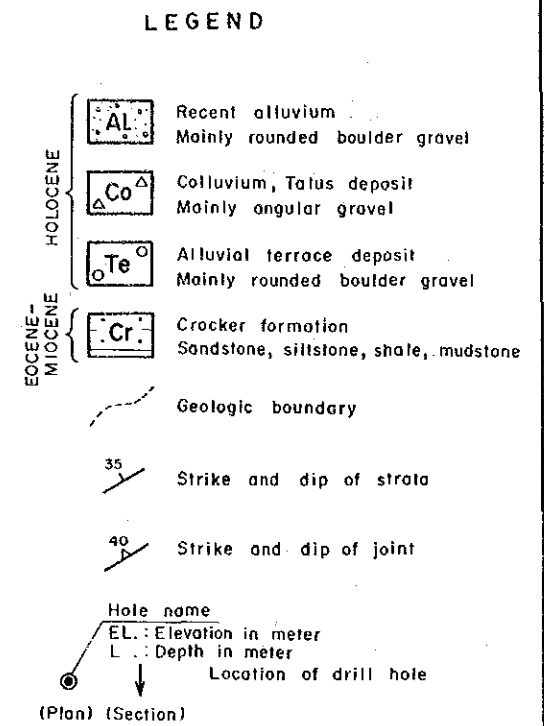 LEGEND
HOLOCENE
AL
Recent alluvium
Mainly rounded boulder gravel
Co
Colluvium, Talus deposit
Mainly angular gravel
Te
Alluvial terrace deposit
Mainly rounded boulder gravel
EOCENE-
MIOCENE
Cr
Crocker formation
Sandstone, siltstone, shale, mudstone
Geologic boundary
35
Strike and dip of strata
40
Strike and dip of joint
Hole name
EL. : Elevation in meter
L . : Depth in meter
Location of drill hole
(Plan) (Section)